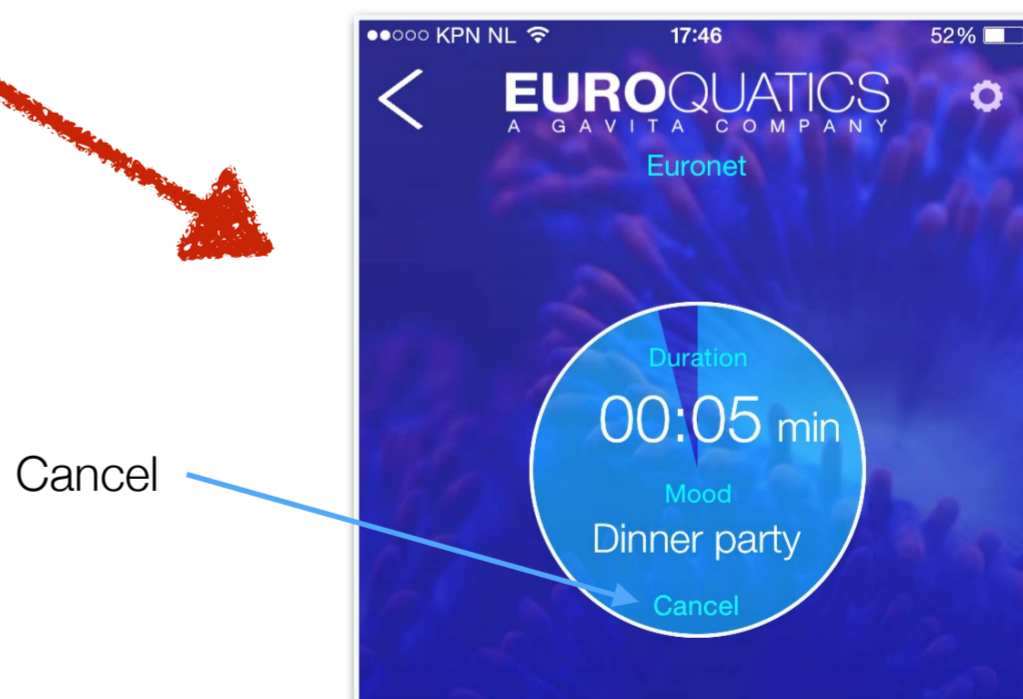 KPN NL 17:46 52%
EUROQUATICS
A GAVITA COMPANY
Euronet
Duration
00:05 min
Mood
Dinner party
Cancel
Cancel